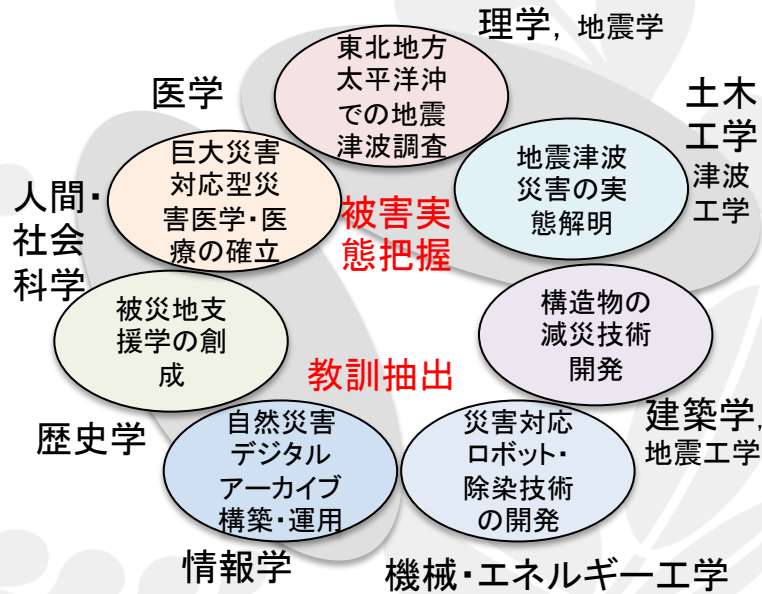 理学, 地震学
東北地方
太平洋沖
での地震
津波調査
医学
土木
工学
津波
工学
巨大災害
対応型災
害医学・医
療の確立
地震津波
災害の実
態解明
人間・
社会
科学
被害実
態把握
被災地支
援学の創
成
構造物の
減災技術
開発
教訓抽出
歴史学
自然災害
デジタル
アーカイブ
構築・運用
災害対応
ロボット・
除染技術
の開発
建築学,
地震工学
情報学
機械・エネルギー工学